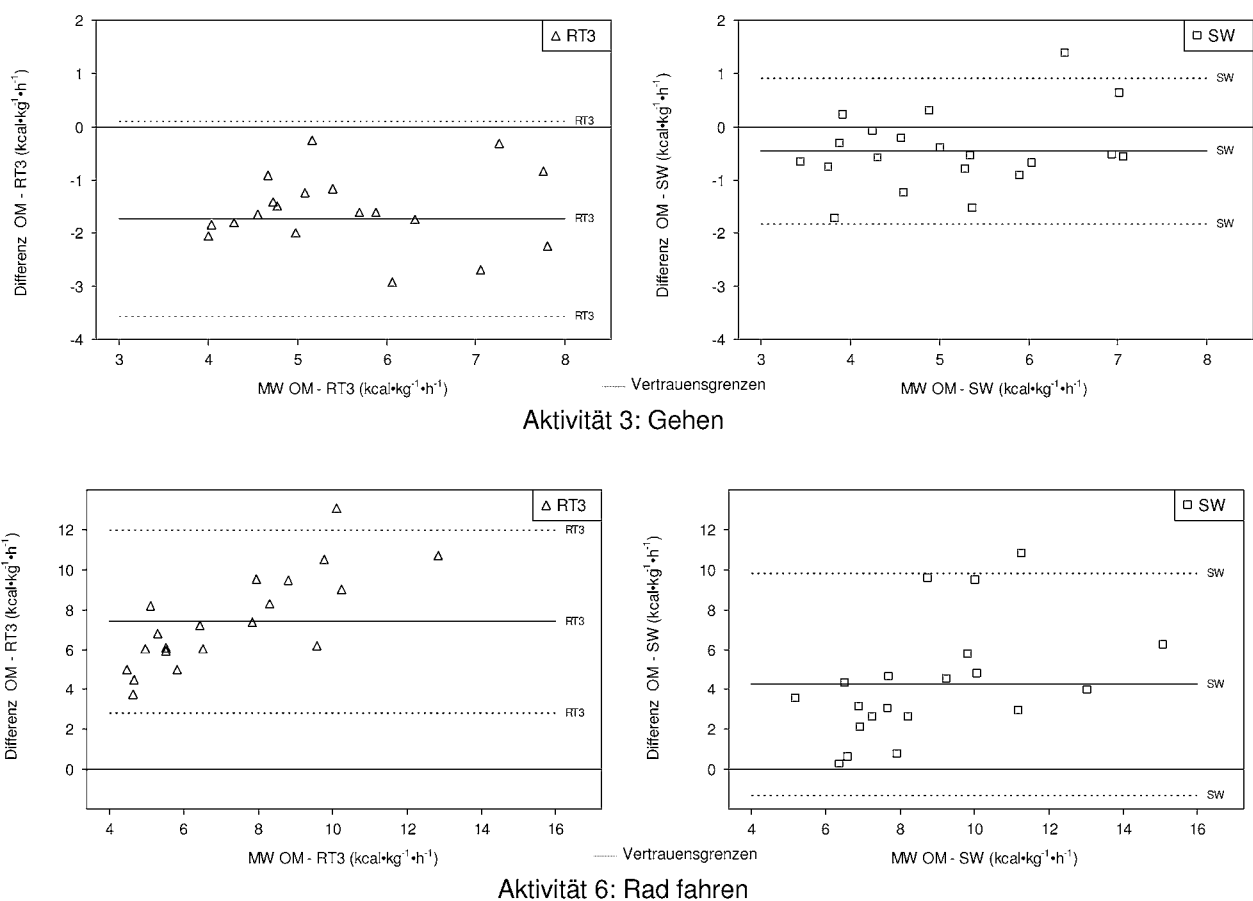 2
1
0
-1
-2
-3
-4
Differenz OM - RT3 (kcal•kg⁻¹•h⁻¹)
△ RT3
RT3
RT3
RT3
3 4 5 6 7 8
MW OM - RT3 (kcal•kg⁻¹•h⁻¹)
2
1
0
-1
-2
-3
-4
Differenz OM - SW (kcal•kg⁻¹•h⁻¹)
□ SW
SW
SW
SW
3 4 5 6 7 8
MW OM - SW (kcal•kg⁻¹•h⁻¹)
Vertrauensgrenzen
Aktivität 3: Gehen
12
10
8
6
4
2
0
Differenz OM - RT3 (kcal•kg⁻¹•h⁻¹)
△ RT3
RT3
RT3
RT3
4 6 8 10 12 14 16
MW OM - RT3 (kcal•kg⁻¹•h⁻¹)
12
10
8
6
4
2
0
Differenz OM - SW (kcal•kg⁻¹•h⁻¹)
□ SW
SW
SW
SW
4 6 8 10 12 14 16
MW OM - SW (kcal•kg⁻¹•h⁻¹)
Vertrauensgrenzen
Aktivität 6: Rad fahren